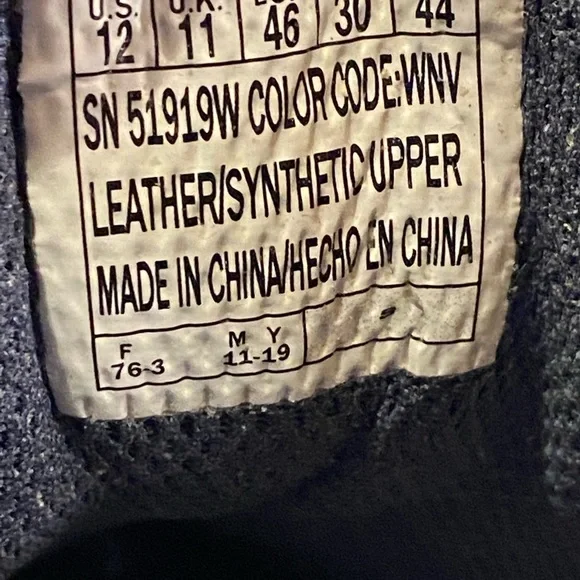 U.S. U.K.
12 11 46 30 44
SN 51919W COLOR CODE:WNV
LEATHER/SYNTHETIC UPPER
MADE IN CHINA/HECHO EN CHINA
F M Y
76-3 11-19